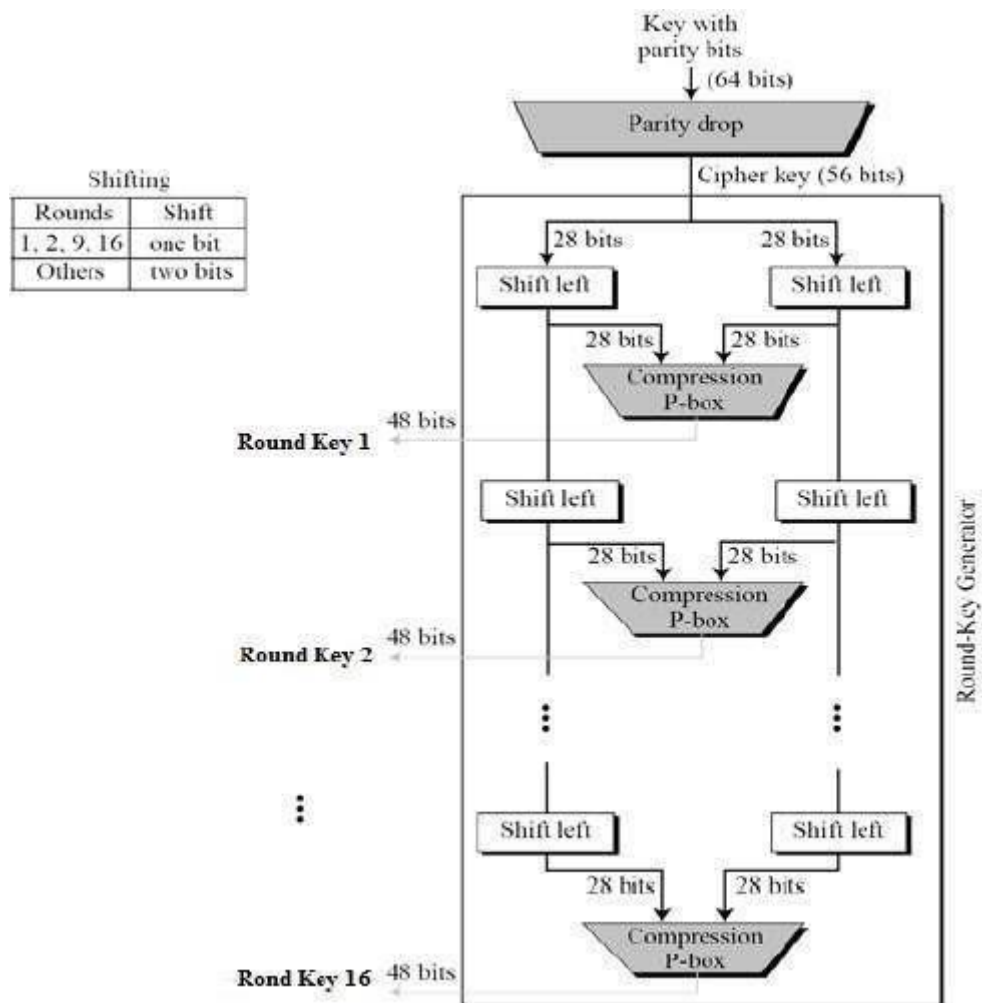 Key with
parity bits
(64 bits)
Parity drop
Cipher key (56 bits)
Shifting
Rounds Shift
1, 2, 9, 16 one bit
Others two bits
28 bits 28 bits
Shift left Shift left
28 bits 28 bits
Compression
P-box
48 bits
Round Key 1
Shift left Shift left
28 bits 28 bits
Compression
P-box
48 bits
Round Key 2
Round-Key Generator
Shift left Shift left
28 bits 28 bits
Compression
P-box
48 bits
Rond Key 16